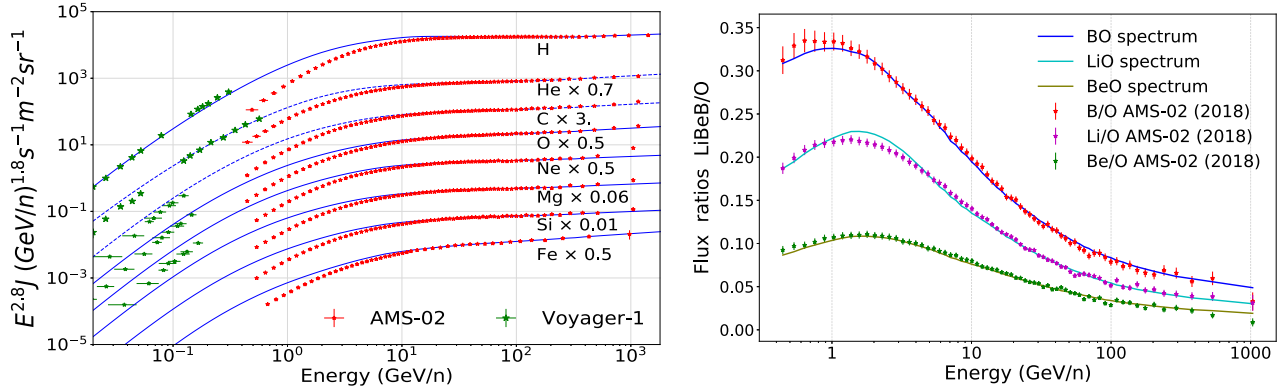 E^{2.8}J (GeV/n)^{1.8}s^{-1}m^{-2}sr^{-1}
10^5
10^3
10^1
10^{-1}
10^{-3}
10^{-5}
H
He × 0.7
C × 3.
O × 0.5
Ne × 0.5
Mg × 0.06
Si × 0.01
Fe × 0.5
AMS-02 Voyager-1
10^{-1} 10^0 10^1 10^2 10^3
Energy (GeV/n)
Flux ratios LiBeB/O
0.35
0.30
0.25
0.20
0.15
0.10
0.05
0.00
BO spectrum
LiO spectrum
BeO spectrum
B/O AMS-02 (2018)
Li/O AMS-02 (2018)
Be/O AMS-02 (2018)
1 10 100 1000
Energy (GeV/n)